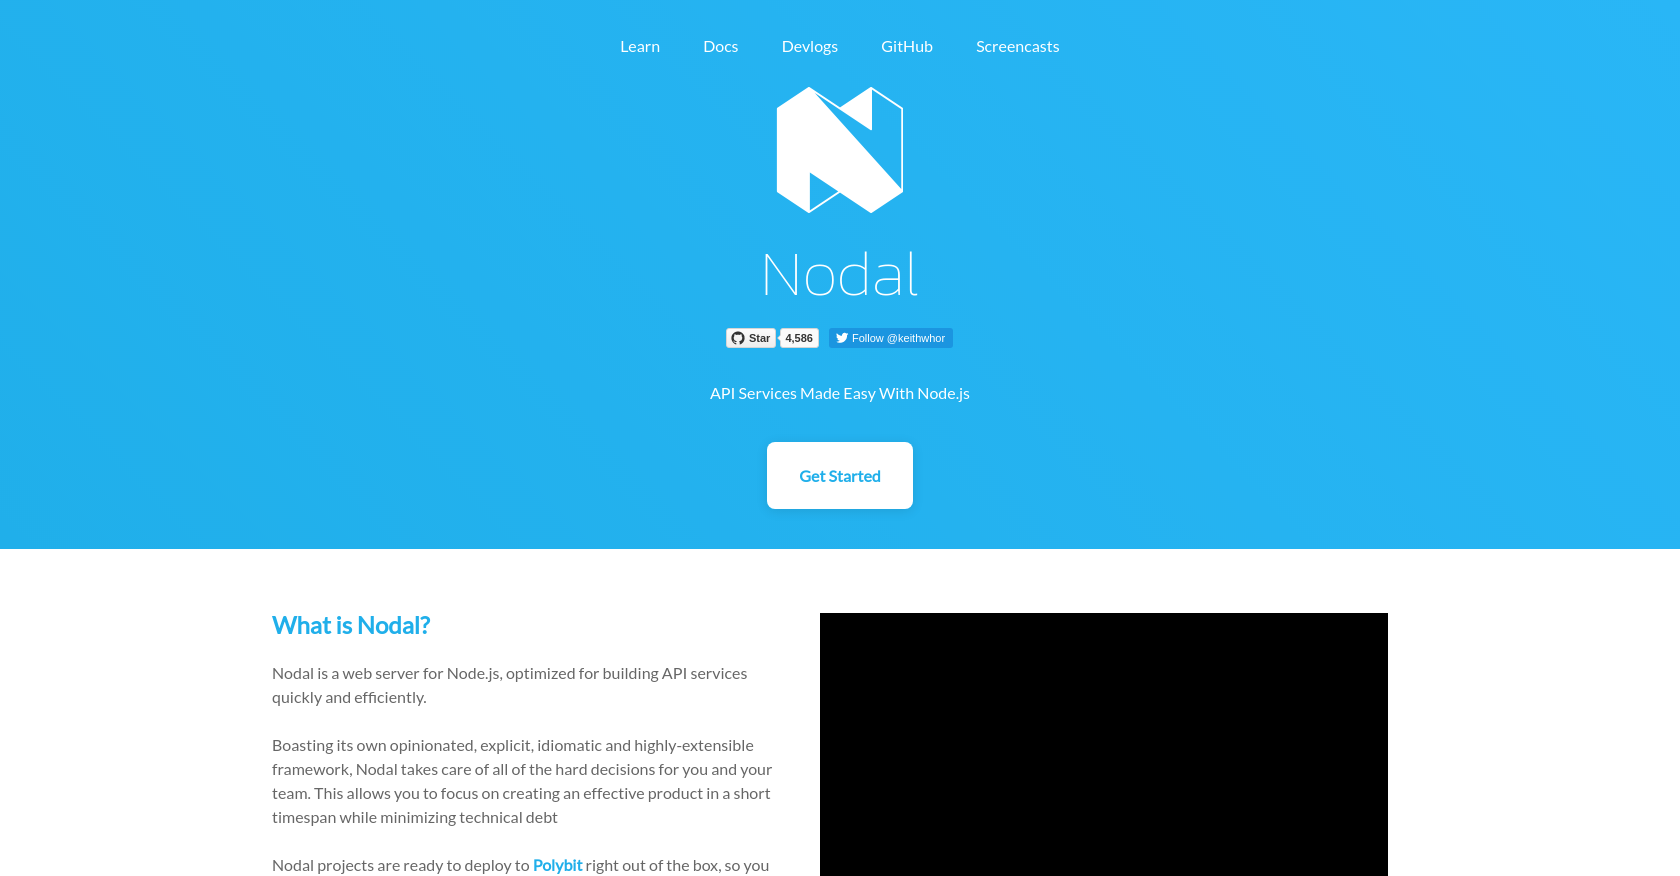 Learn Docs Devlogs GitHub Screencasts
Nodal
Star 4,586 Follow @keithwhor
API Services Made Easy With Node.js
Get Started
What is Nodal?
Nodal is a web server for Node.js, optimized for building API services
quickly and efficiently.
Boasting its own opinionated, explicit, idiomatic and highly-extensible
framework, Nodal takes care of all of the hard decisions for you and your
team. This allows you to focus on creating an effective product in a short
timespan while minimizing technical debt
Nodal projects are ready to deploy to Polybit right out of the box, so you